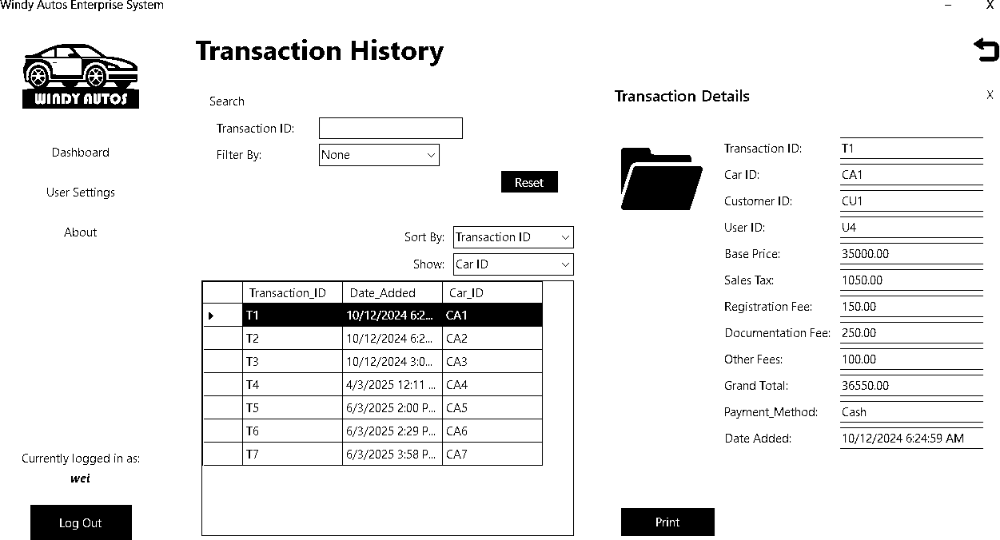 Windy Autos Enterprise System
– X
WINDY AUTOS
Dashboard
User Settings
About
Currently logged in as:
wei
Log Out
Transaction History
Search
Transaction ID:
Filter By: None
Reset
Sort By: Transaction ID
Show: Car ID
Transaction_ID Date_Added Car_ID
T1 10/12/2024 6:2... CA1
T2 10/12/2024 6:2... CA2
T3 10/12/2024 3:0... CA3
T4 4/3/2025 12:11 ... CA4
T5 6/3/2025 2:00 P... CA5
T6 6/3/2025 2:29 P... CA6
T7 6/3/2025 3:58 P... CA7
Transaction Details X
Transaction ID: T1
Car ID: CA1
Customer ID: CU1
User ID: U4
Base Price: 35000.00
Sales Tax: 1050.00
Registration Fee: 150.00
Documentation Fee: 250.00
Other Fees: 100.00
Grand Total: 36550.00
Payment_Method: Cash
Date Added: 10/12/2024 6:24:59 AM
Print